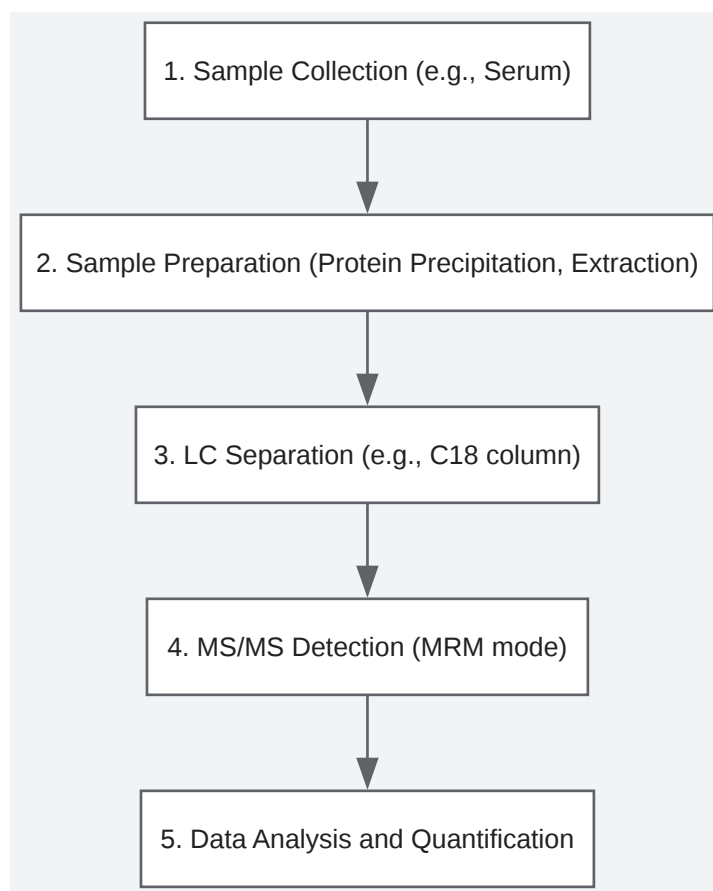 1. Sample Collection (e.g., Serum)
2. Sample Preparation (Protein Precipitation, Extraction)
3. LC Separation (e.g., C18 column)
4. MS/MS Detection (MRM mode)
5. Data Analysis and Quantification